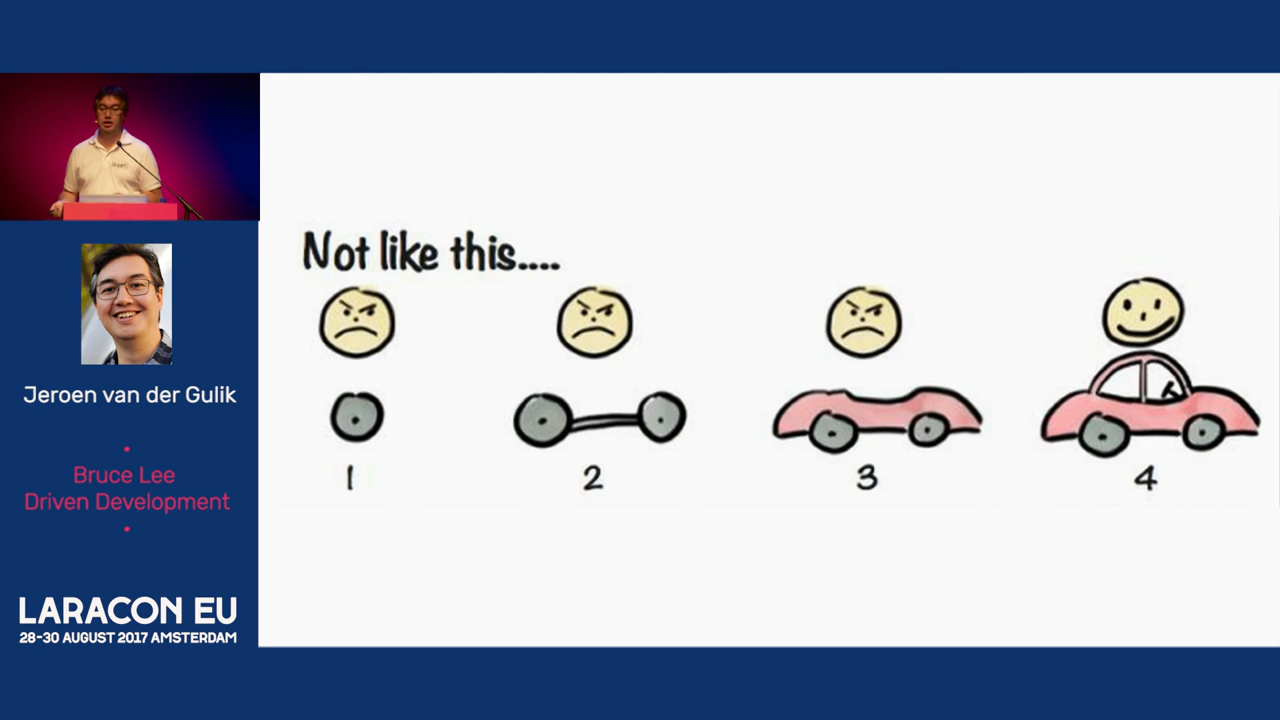 Not like this....
1
2
3
4
Jeroen van der Gulik
Bruce Lee
Driven Development
LARACON EU
28-30 AUGUST 2017 AMSTERDAM